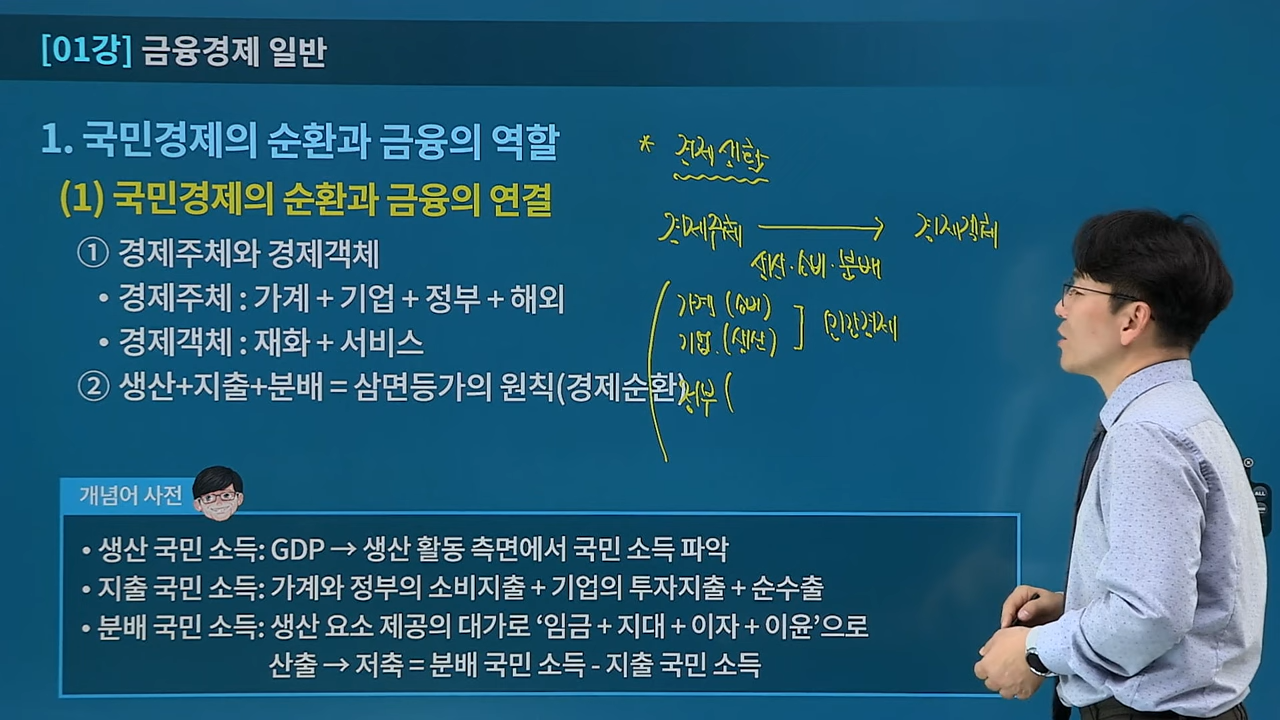 [01강] 금융경제 일반
1. 국민경제의 순환과 금융의 역할
(1) 국민경제의 순환과 금융의 연결
① 경제주체와 경제객체
• 경제주체 : 가계 + 기업 + 정부 + 해외
• 경제객체 : 재화 + 서비스
② 생산+지출+분배 = 삼면등가의 원칙(경제순환)
* 경제생활
경제주체 → 경제객체
생산·소비·분배
가계 (소비)
기업 (생산) ] 민간경제
정부 (
개념어 사전
• 생산 국민 소득: GDP → 생산 활동 측면에서 국민 소득 파악
• 지출 국민 소득: 가계와 정부의 소비지출 + 기업의 투자지출 + 순수출
• 분배 국민 소득: 생산 요소 제공의 대가로 ‘임금 + 지대 + 이자 + 이윤’으로
산출 → 저축 = 분배 국민 소득 - 지출 국민 소득
ALL